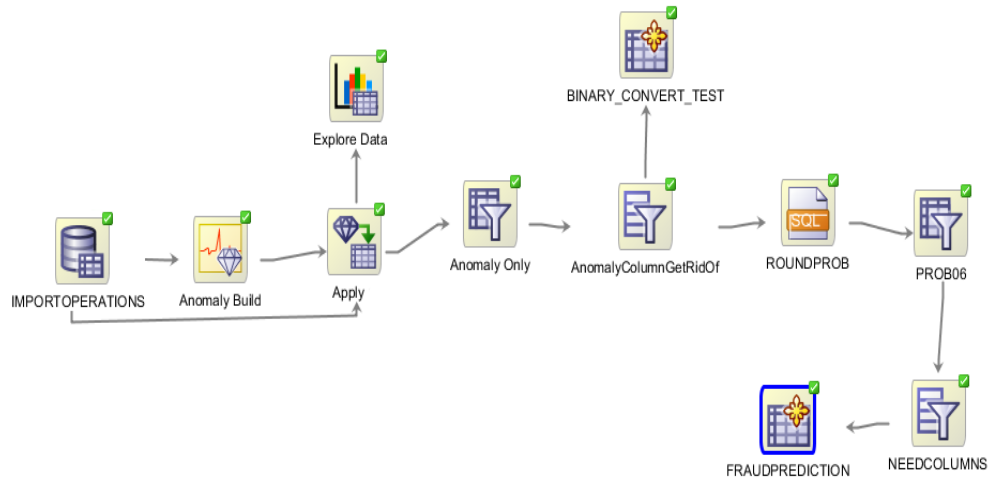 BINARY_CONVERT_TEST
Explore Data
SQL
Anomaly Only
AnomalyColumnGetRidOf
ROUNDPROB
PROB06
IMPORTOPERATIONS
Anomaly Build
Apply
FRAUDPREDICTION
NEEDCOLUMNS